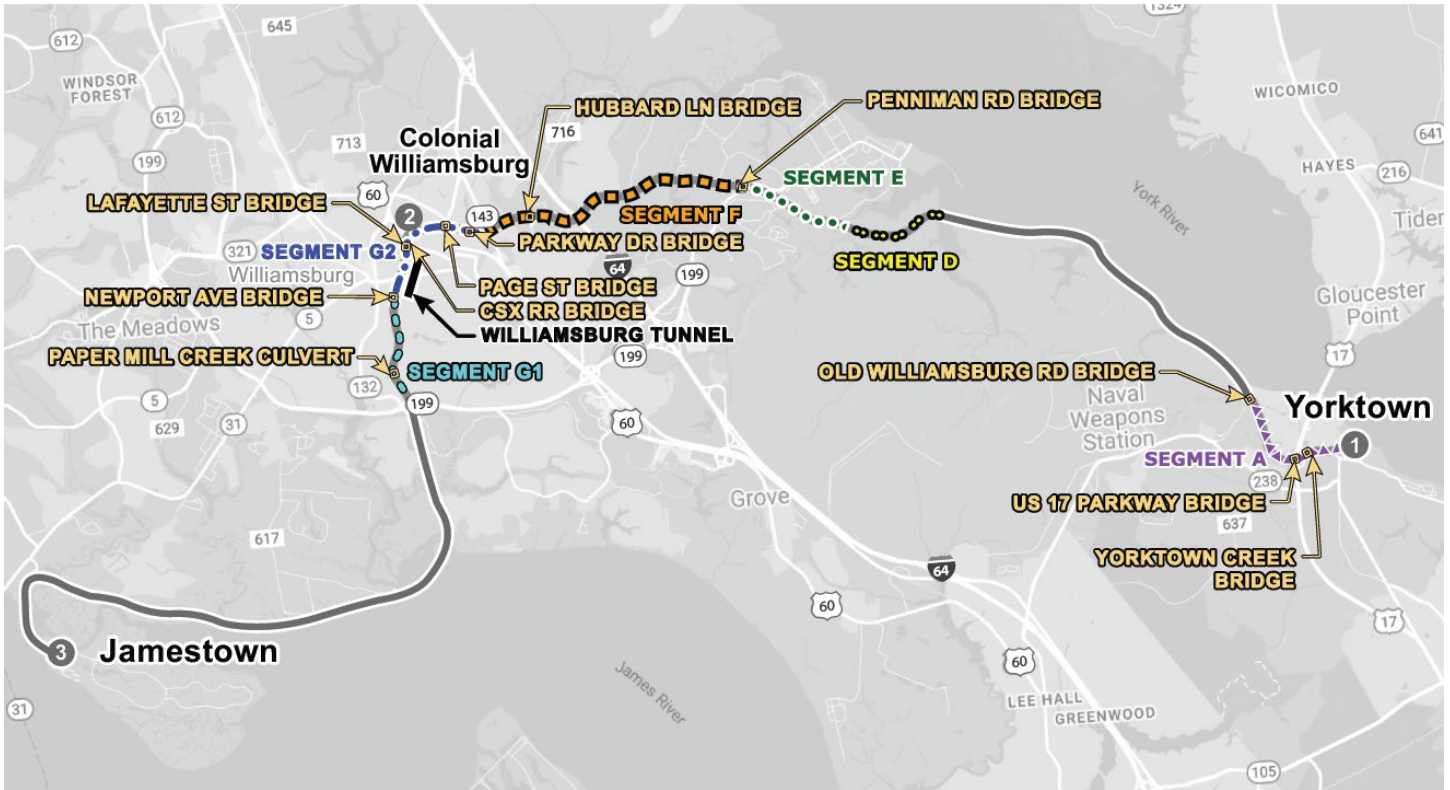 1324
645
612
WINDSOR
FOREST
HUBBARD LN BRIDGE
PENNIMAN RD BRIDGE
WICOMICO
612
716
641
713
Colonial
Williamsburg
199
HAYES
216
SEGMENT E
60
York River
LAFAYETTE ST BRIDGE
2
143
SEGMENT F
Tider
PARKWAY DR BRIDGE
321
SEGMENT G2
SEGMENT D
Williamsburg
64
199
PAGE ST BRIDGE
NEWPORT AVE BRIDGE
CSX RR BRIDGE
Gloucester
Point
5
The Meadows
WILLIAMSBURG TUNNEL
PAPER MILL CREEK CULVERT
199
17
SEGMENT G1
OLD WILLIAMSBURG RD BRIDGE
132
5
199
Naval
Weapons
Station
Yorktown
60
31
629
1
SEGMENT A
238
Grove
US 17 PARKWAY BRIDGE
637
617
YORKTOWN CREEK
BRIDGE
64
60
17
3
Jamestown
60
James River
LEE HALL
GREENWOOD
31
105